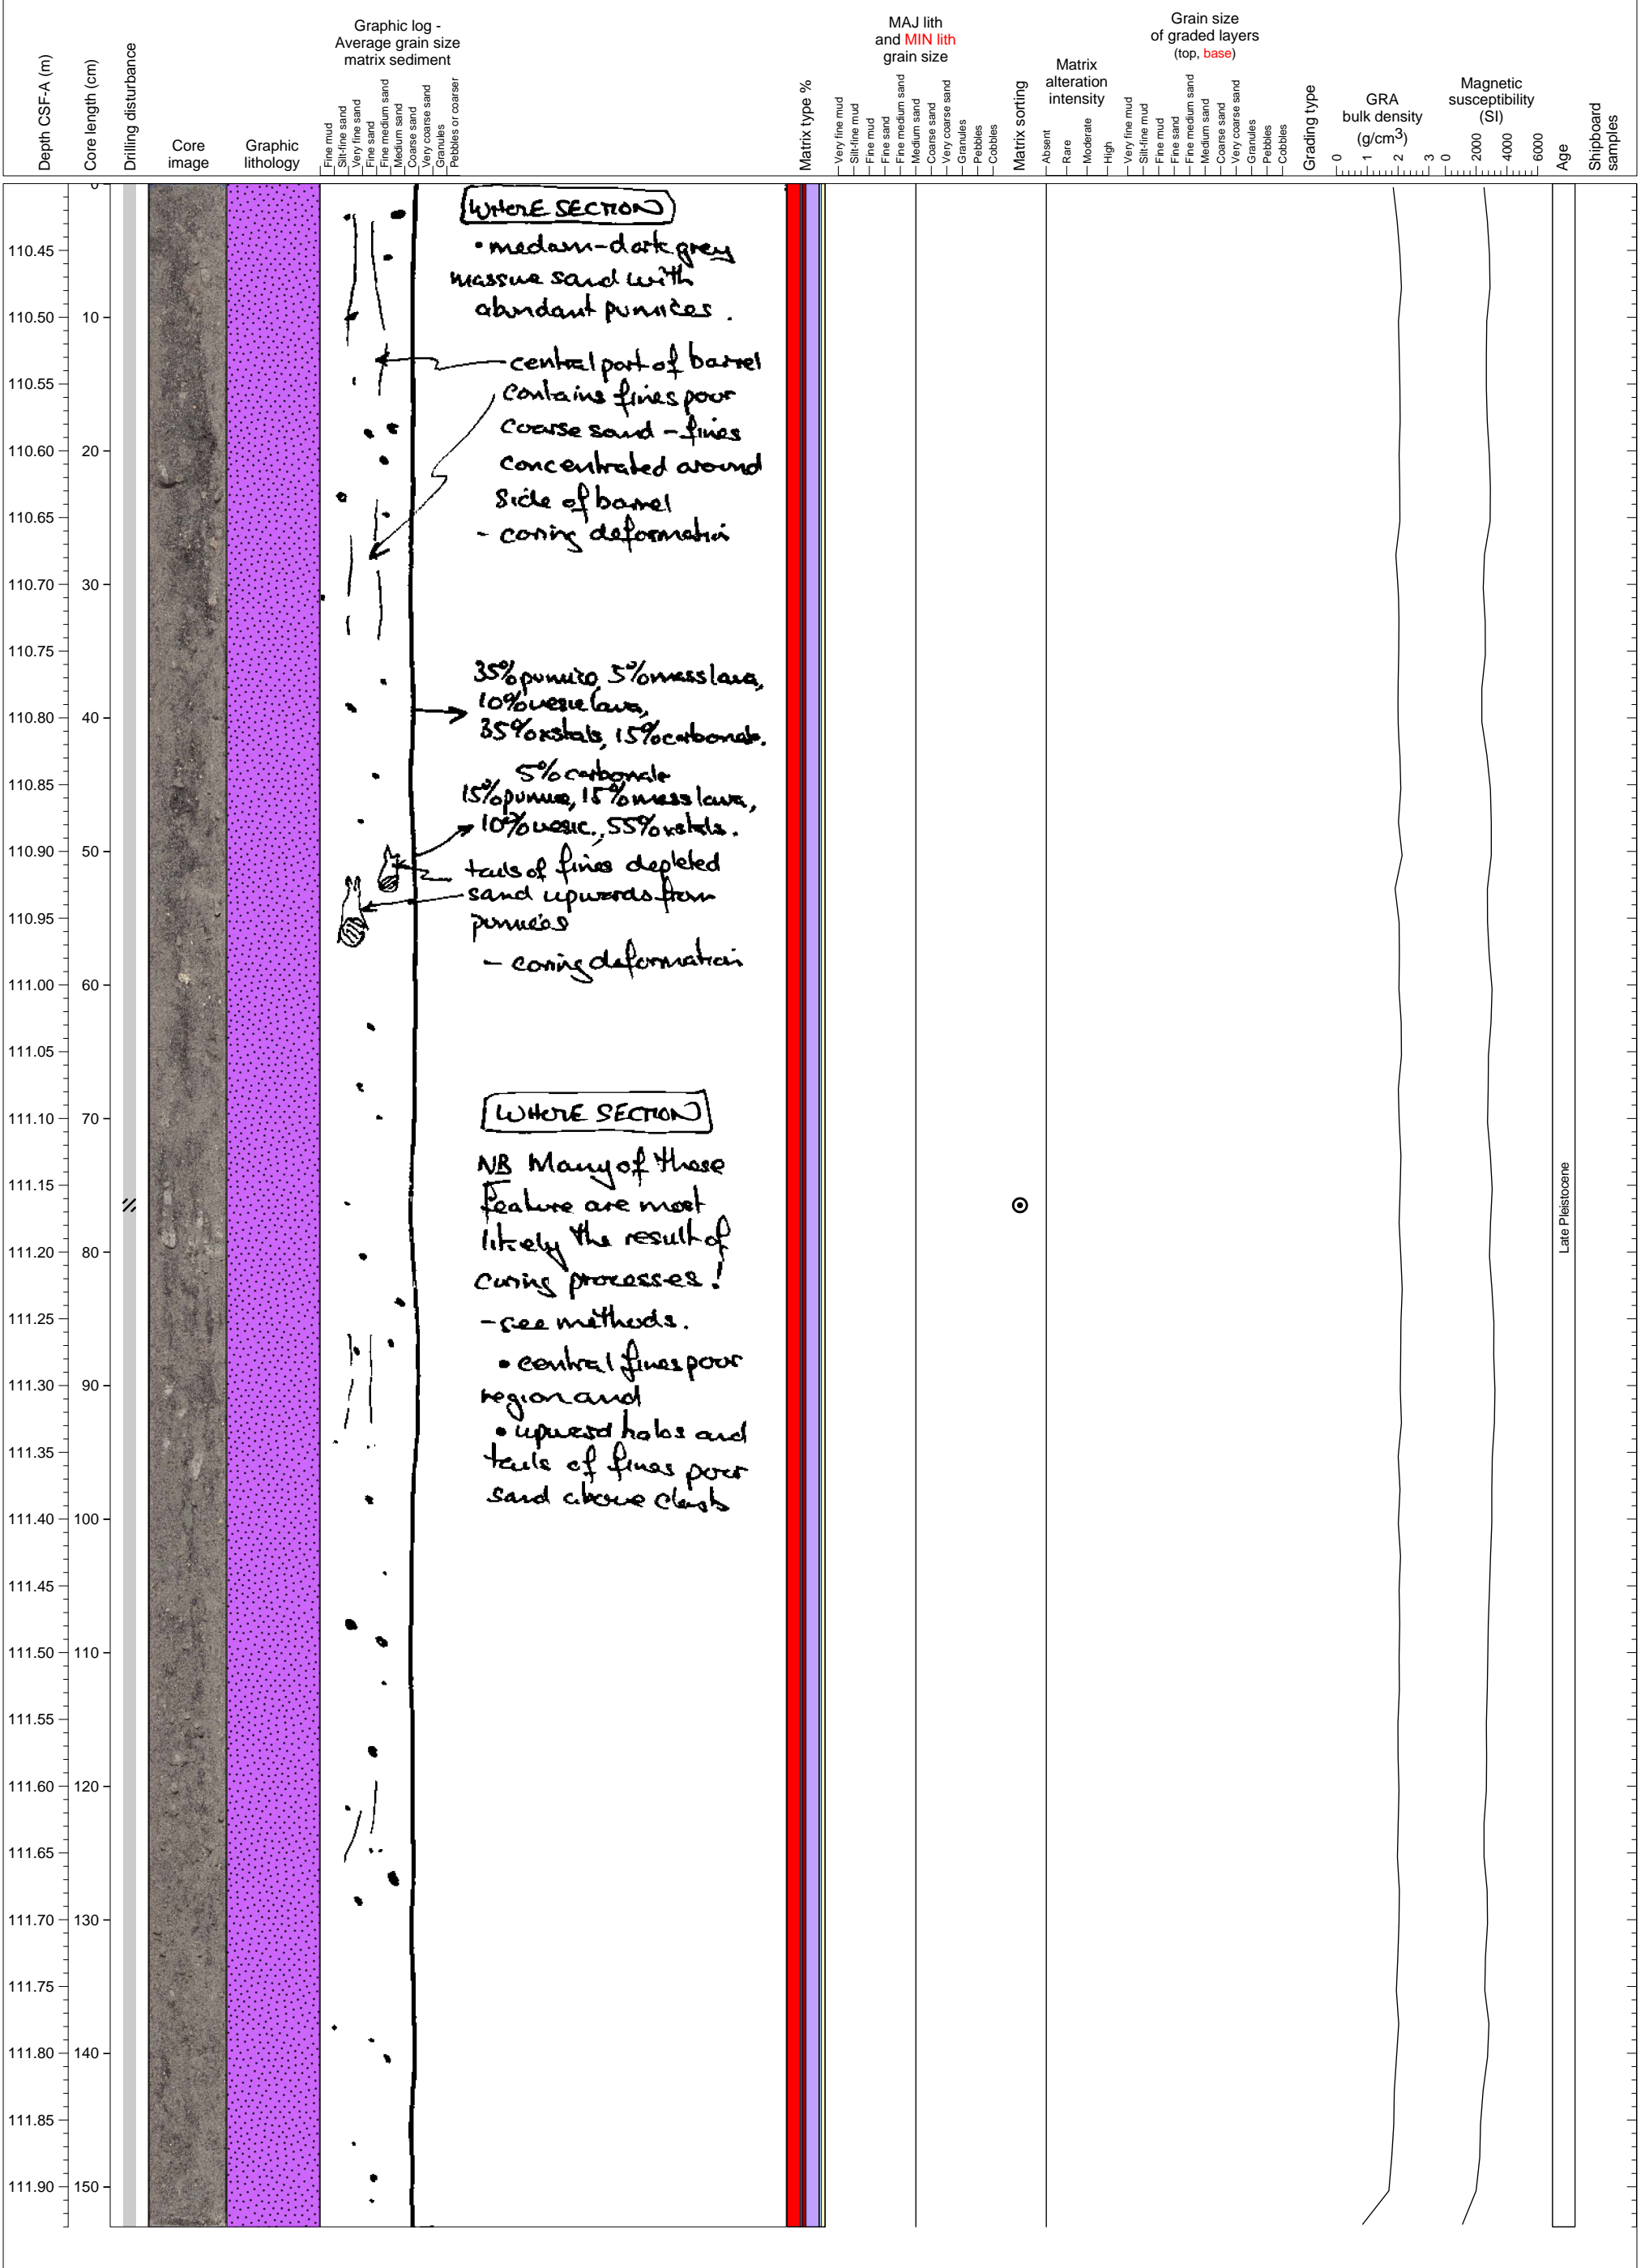 Depth CSF-A (m)
Core length (cm)
Drilling disturbance
Core
image
Graphic
lithology
Graphic log -
Average grain size
matrix sediment
Fine mud
Silt-fine sand
Very fine sand
Fine sand
Fine medium sand
Medium sand
Coarse sand
Very coarse sand
Granules
Pebbles or coarser
Matrix type %
MAJ lith
and MIN lith
grain size
Very fine mud
Silt-fine mud
Fine mud
Fine sand
Fine medium sand
Medium sand
Coarse sand
Very coarse sand
Granules
Pebbles
Cobbles
Matrix sorting
Matrix
alteration
intensity
Absent
Rare
Moderate
High
Grain size
of graded layers
(top, base)
Very fine mud
Silt-fine mud
Fine mud
Fine sand
Fine medium sand
Medium sand
Coarse sand
Very coarse sand
Granules
Pebbles
Cobbles
Grading type
GRA
bulk density
(g/cm3)
0 1 2 3
Magnetic
susceptibility
(SI)
0 2000 4000 6000
Age
Shipboard
samples
0
110.45
110.50 10
110.55
110.60 20
110.65
110.70 30
110.75
110.80 40
110.85
110.90 50
110.95
111.00 60
111.05
111.10 70
111.15
111.20 80
111.25
111.30 90
111.35
111.40 100
111.45
111.50 110
111.55
111.60 120
111.65
111.70 130
111.75
111.80 140
111.85
111.90 150
WHOLE SECTION
• medium-dark grey
massive sand with
abundant pumices.
central part of barrel
contains fines poor
coarse sand - fines
concentrated around
side of barrel
- coring deformation
35% pumice, 5% mass lava,
10% vesic lava,
35% xstals, 15% carbonate.
5% carbonate
15% pumice, 15% mass lava,
10% vesic., 55% xstals.
tails of fines depleted
sand upwards from
pumices
- coring deformation
WHOLE SECTION
NB Many of these
feature are most
likely the result of
coring processes!
- see methods.
• central fines poor
region and
• upward halos and
tails of fines poor
sand above clasts
Late Pleistocene